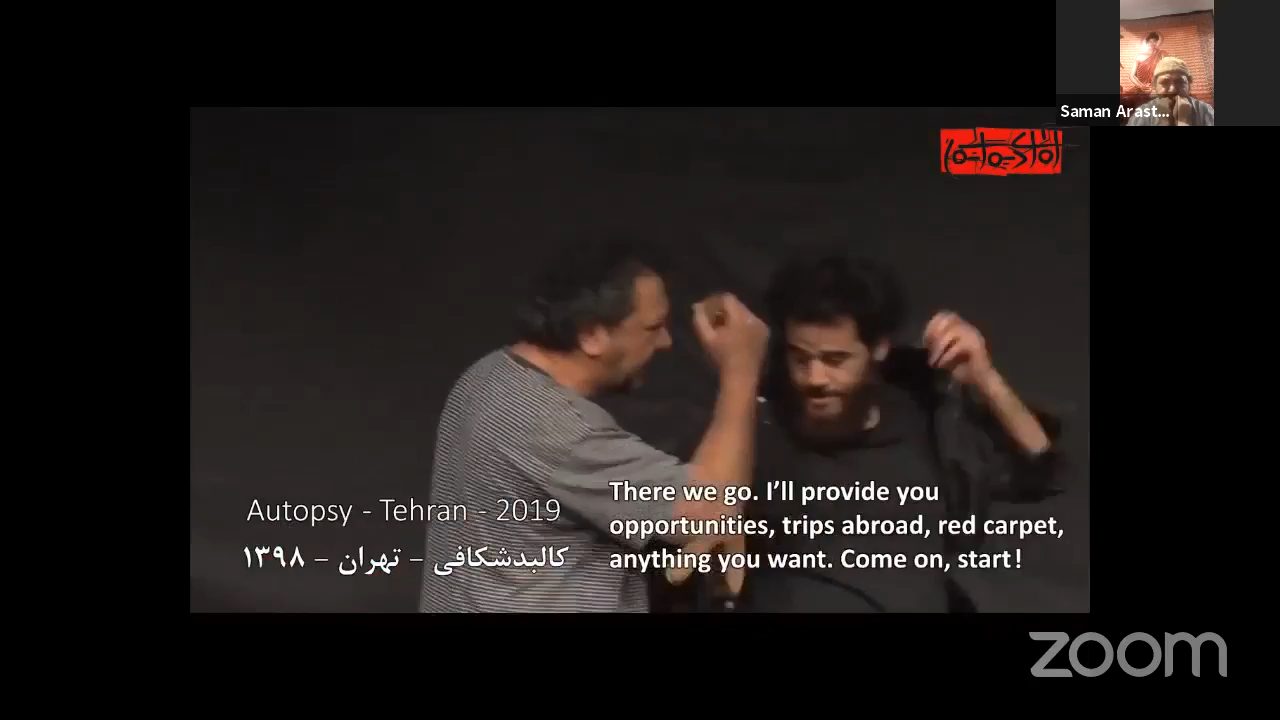 Saman Arast...
Autopsy - Tehran - 2019
کالبدشکافی – تهران – ۱۳۹۸
There we go. I’ll provide you
opportunities, trips abroad, red carpet,
anything you want. Come on, start!
zoom